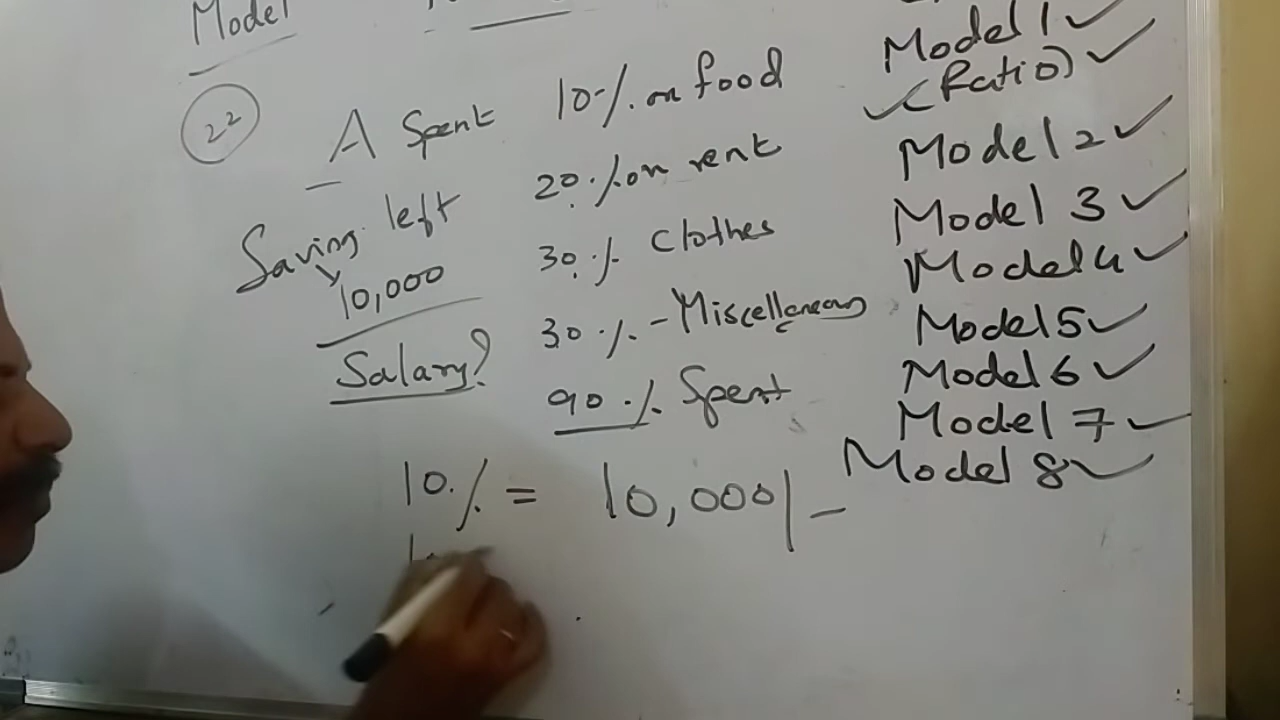 Model
22
A Spent 10% on food
20% on rent
30% Clothes
30% - Miscellaneous
90% Spent
Saving left
10,000
Salary?
10% = 10,000/-
Model 1 ✓
(Ratio) ✓
Model 2 ✓
Model 3 ✓
Model 4 ✓
Model 5 ✓
Model 6 ✓
Model 7 ✓
Model 8 ✓